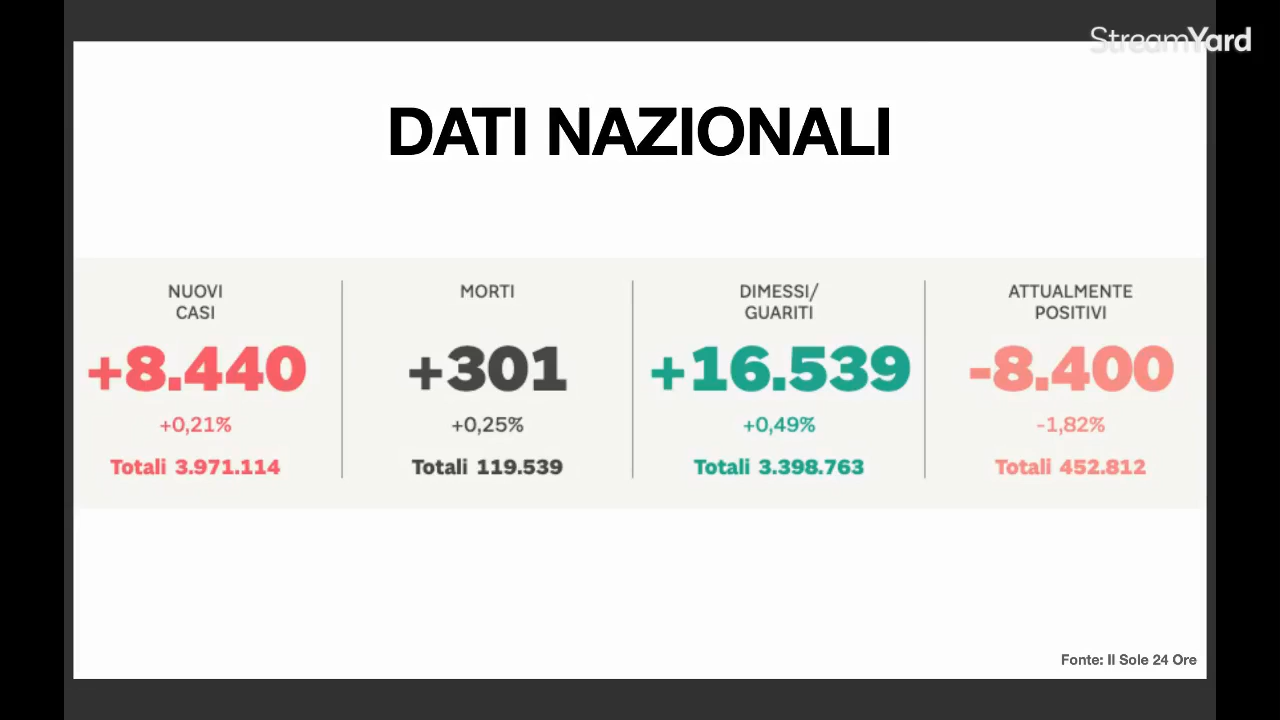 StreamYard
DATI NAZIONALI
NUOVI
CASI
+8.440
+0,21%
Totali 3.971.114
MORTI
+301
+0,25%
Totali 119.539
DIMESSI/
GUARITI
+16.539
+0,49%
Totali 3.398.763
ATTUALMENTE
POSITIVI
-8.400
-1,82%
Totali 452.812
Fonte: Il Sole 24 Ore